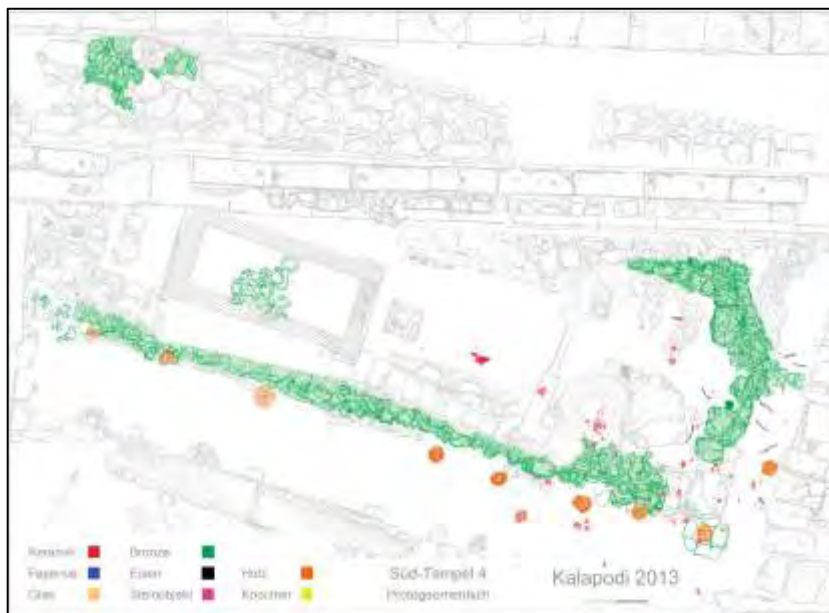 Keramik Bronze
Fayence Eisen Holz Süd-Tempel 4 Kalapodi 2013
Glas Steinobjekt Knochen Protogeometrisch